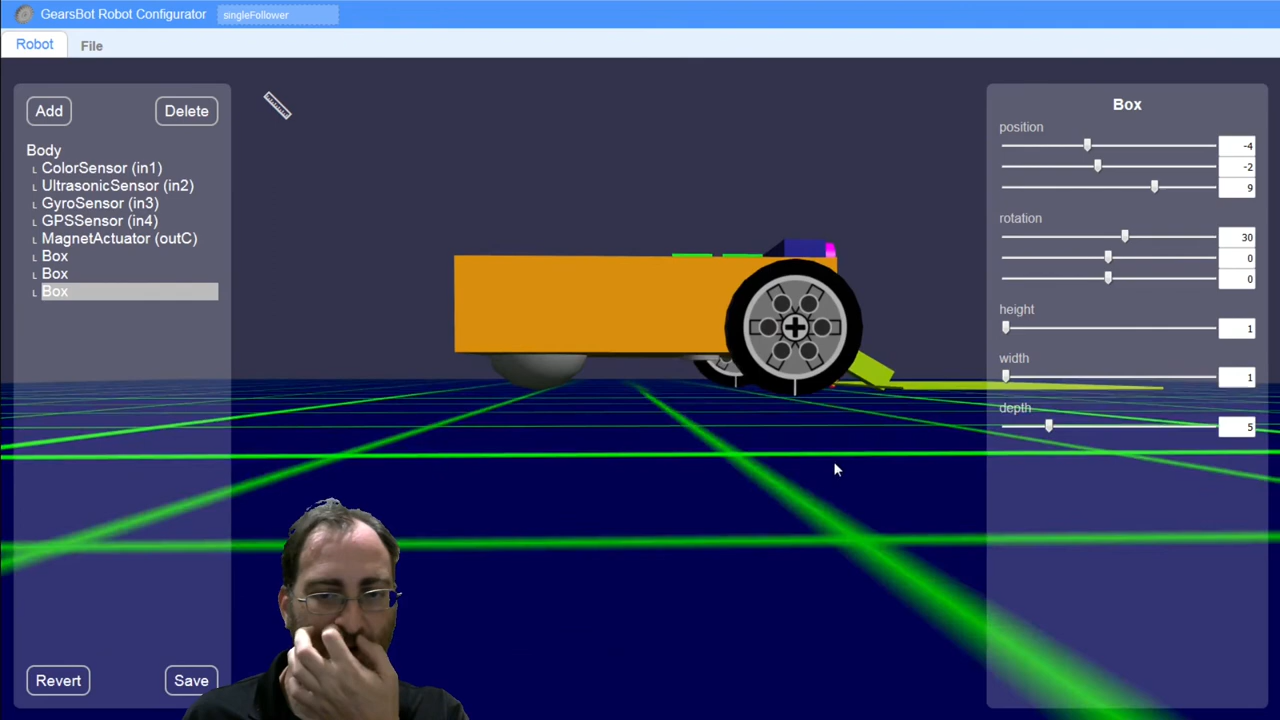 GearsBot Robot Configurator
singleFollower
Robot
File
Add
Delete
Body
L ColorSensor (in1)
L UltrasonicSensor (in2)
L GyroSensor (in3)
L GPSSensor (in4)
L MagnetActuator (outC)
L Box
L Box
L Box
Revert
Save
Box
position
-4
-2
9
rotation
30
0
0
height
1
width
1
depth
5